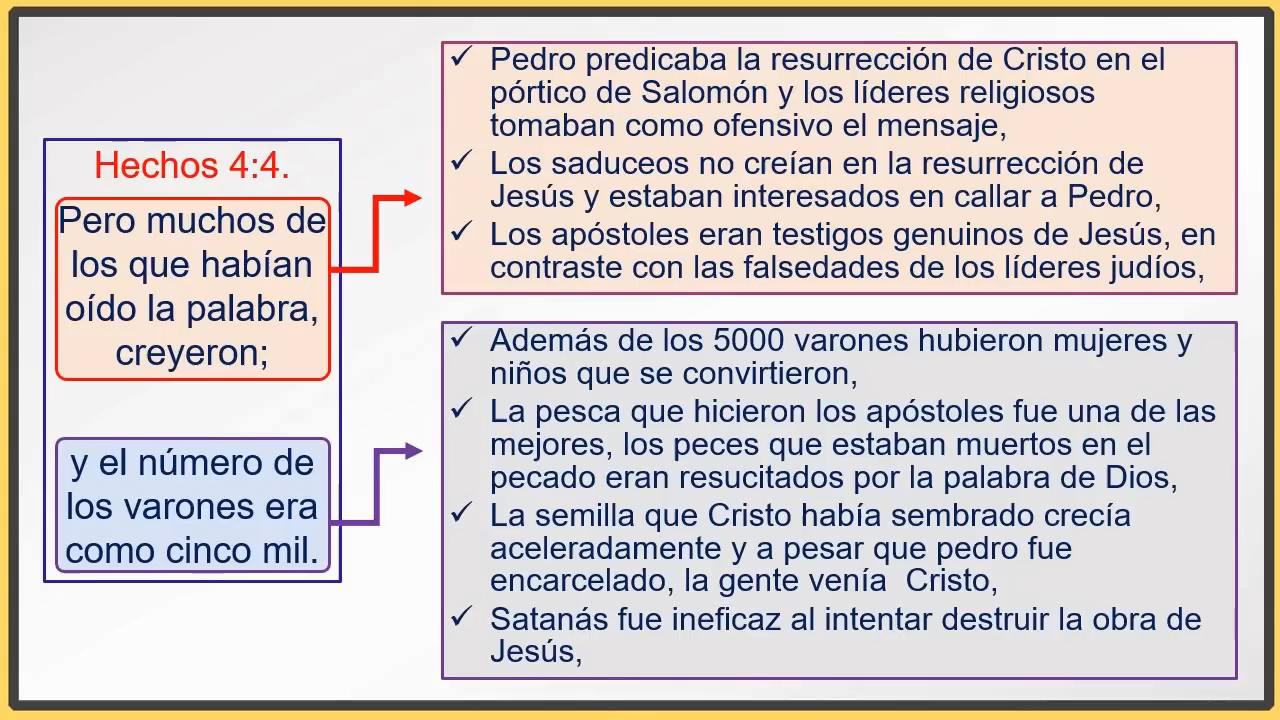 Hechos 4:4.
Pero muchos de
los que habían
oído la palabra,
creyeron;
y el número de
los varones era
como cinco mil.
✓ Pedro predicaba la resurrección de Cristo en el
pórtico de Salomón y los líderes religiosos
tomaban como ofensivo el mensaje,
✓ Los saduceos no creían en la resurrección de
Jesús y estaban interesados en callar a Pedro,
✓ Los apóstoles eran testigos genuinos de Jesús, en
contraste con las falsedades de los líderes judíos,
✓ Además de los 5000 varones hubieron mujeres y
niños que se convirtieron,
✓ La pesca que hicieron los apóstoles fue una de las
mejores, los peces que estaban muertos en el
pecado eran resucitados por la palabra de Dios,
✓ La semilla que Cristo había sembrado crecía
aceleradamente y a pesar que pedro fue
encarcelado, la gente venía  Cristo,
✓ Satanás fue ineficaz al intentar destruir la obra de
Jesús,